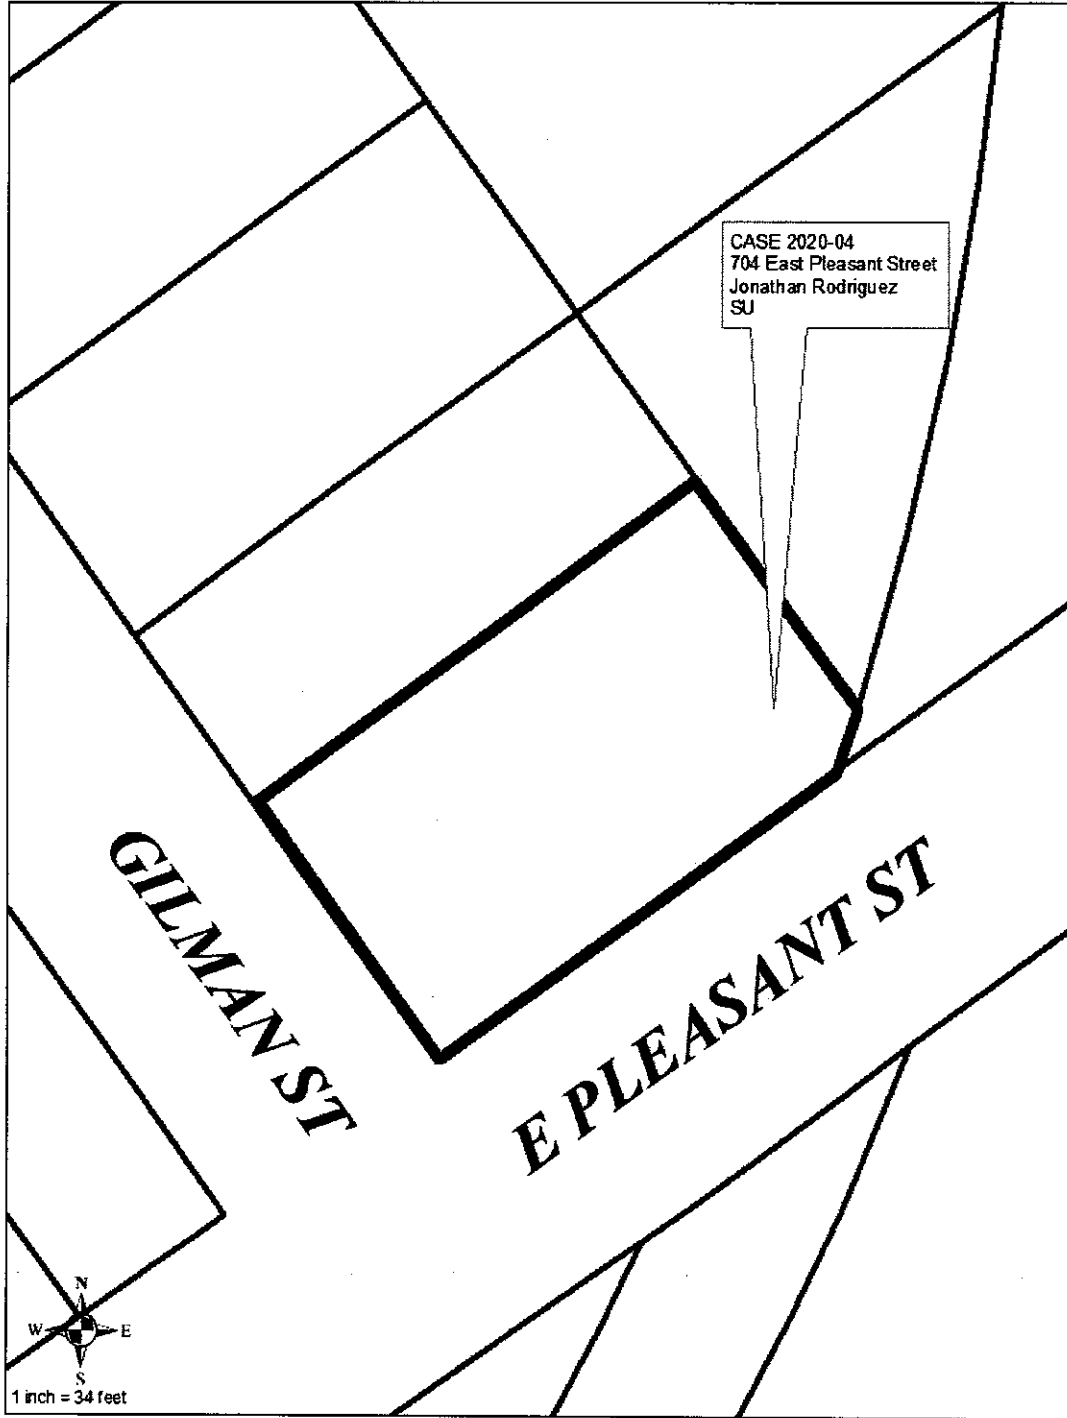 CASE 2020-04
704 East Pleasant Street
Jonathan Rodriguez
SU
GILMAN ST
E PLEASANT ST
N
W E
S
1 inch = 34 feet